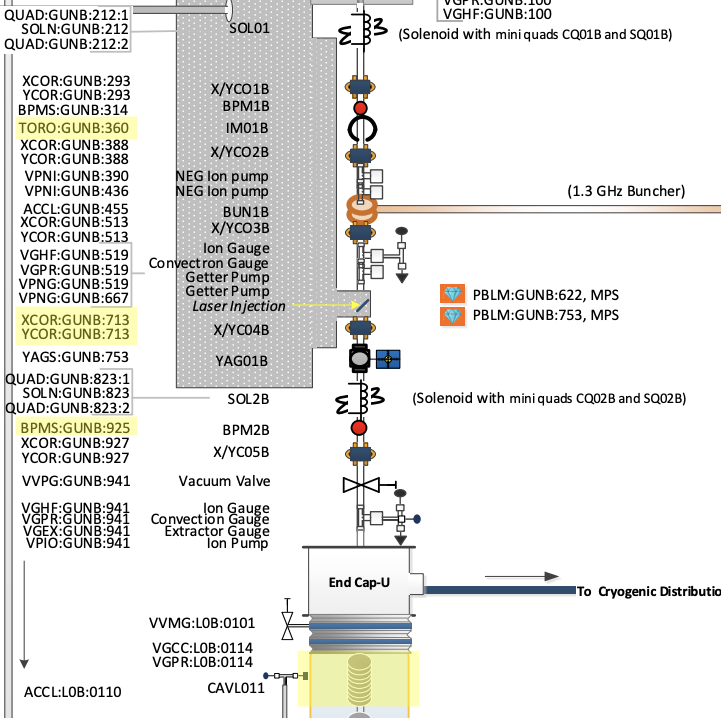 VGPR:GUNB:100
VGHF:GUNB:100
QUAD:GUNB:212:1
SOLN:GUNB:212
QUAD:GUNB:212:2
SOL01
(Solenoid with mini quads CQ01B and SQ01B)
XCOR:GUNB:293
YCOR:GUNB:293
X/YCO1B
BPMS:GUNB:314
BPM1B
TORO:GUNB:360
IM01B
XCOR:GUNB:388
YCOR:GUNB:388
X/YCO2B
VPNI:GUNB:390
NEG Ion pump
VPNI:GUNB:436
NEG Ion pump
(1.3 GHz Buncher)
ACCL:GUNB:455
BUN1B
XCOR:GUNB:513
YCOR:GUNB:513
X/YCO3B
VGHF:GUNB:519
Ion Gauge
VGPR:GUNB:519
Convectron Gauge
VPNG:GUNB:519
Getter Pump
VPNG:GUNB:667
Getter Pump
Laser Injection
PBLM:GUNB:622, MPS
PBLM:GUNB:753, MPS
XCOR:GUNB:713
YCOR:GUNB:713
X/YC04B
YAGS:GUNB:753
YAG01B
QUAD:GUNB:823:1
SOLN:GUNB:823
QUAD:GUNB:823:2
SOL2B
(Solenoid with mini quads CQ02B and SQ02B)
BPMS:GUNB:925
BPM2B
XCOR:GUNB:927
YCOR:GUNB:927
X/YC05B
VVPG:GUNB:941
Vacuum Valve
VGHF:GUNB:941
Ion Gauge
VGPR:GUNB:941
Convection Gauge
VGEX:GUNB:941
Extractor Gauge
VPIO:GUNB:941
Ion Pump
End Cap-U
To Cryogenic Distributio
VVMG:L0B:0101
VGCC:L0B:0114
VGPR:L0B:0114
ACCL:L0B:0110
CAVL011